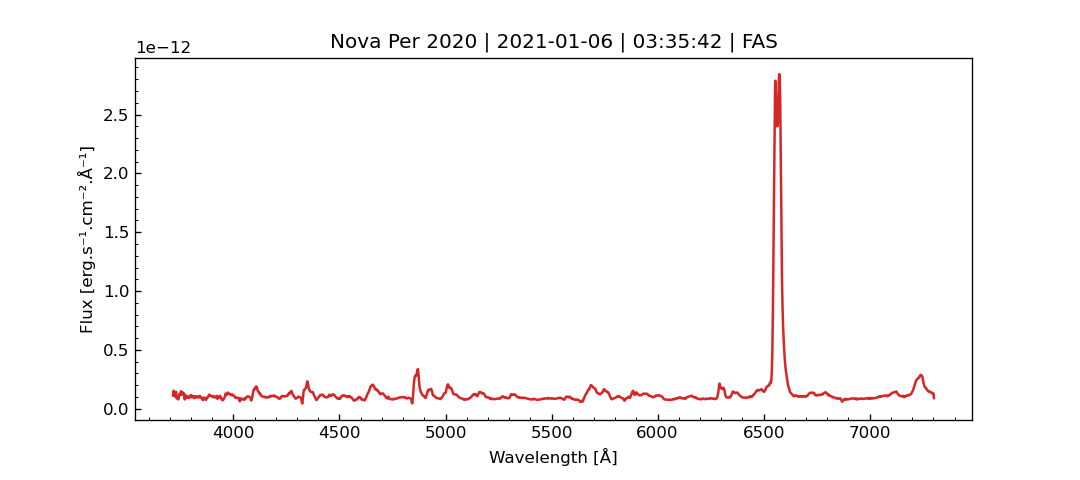 Nova Per 2020 | 2021-01-06 | 03:35:42 | FAS
1e−12
2.5
2.0
1.5
1.0
0.5
0.0
Flux [erg.s⁻¹.cm⁻².Å⁻¹]
4000 4500 5000 5500 6000 6500 7000
Wavelength [Å]